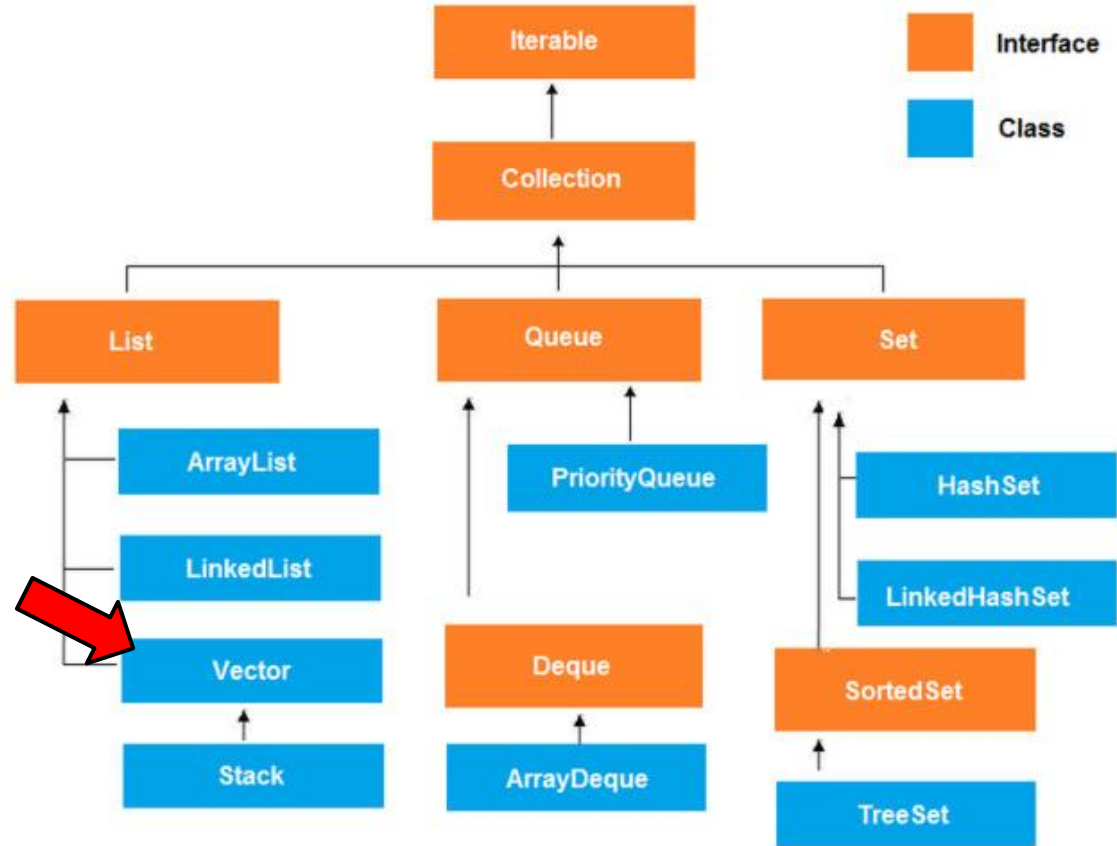 Iterable
Interface
Class
Collection
List
Queue
Set
ArrayList
PriorityQueue
HashSet
LinkedList
LinkedHashSet
Vector
Deque
SortedSet
Stack
ArrayDeque
TreeSet